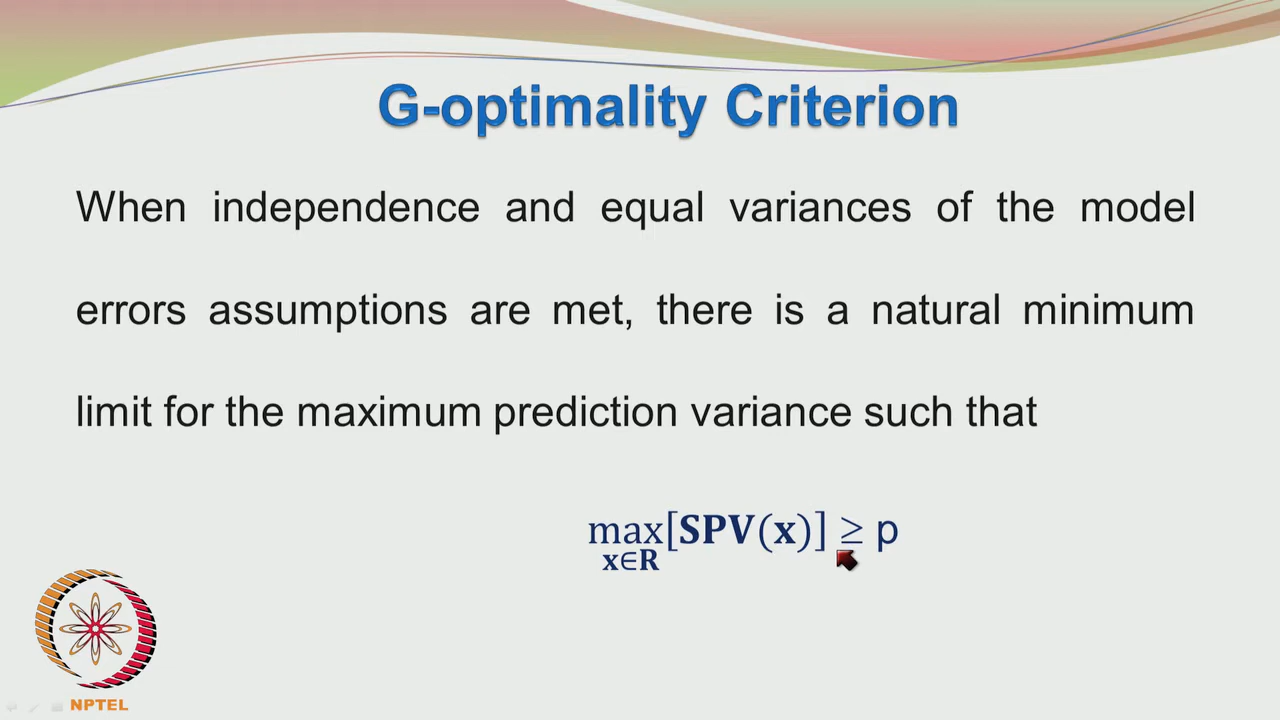 G-optimality Criterion
When independence and equal variances of the model
errors assumptions are met, there is a natural minimum
limit for the maximum prediction variance such that
max[SPV(x)] ≥ p
x∈R
NPTEL